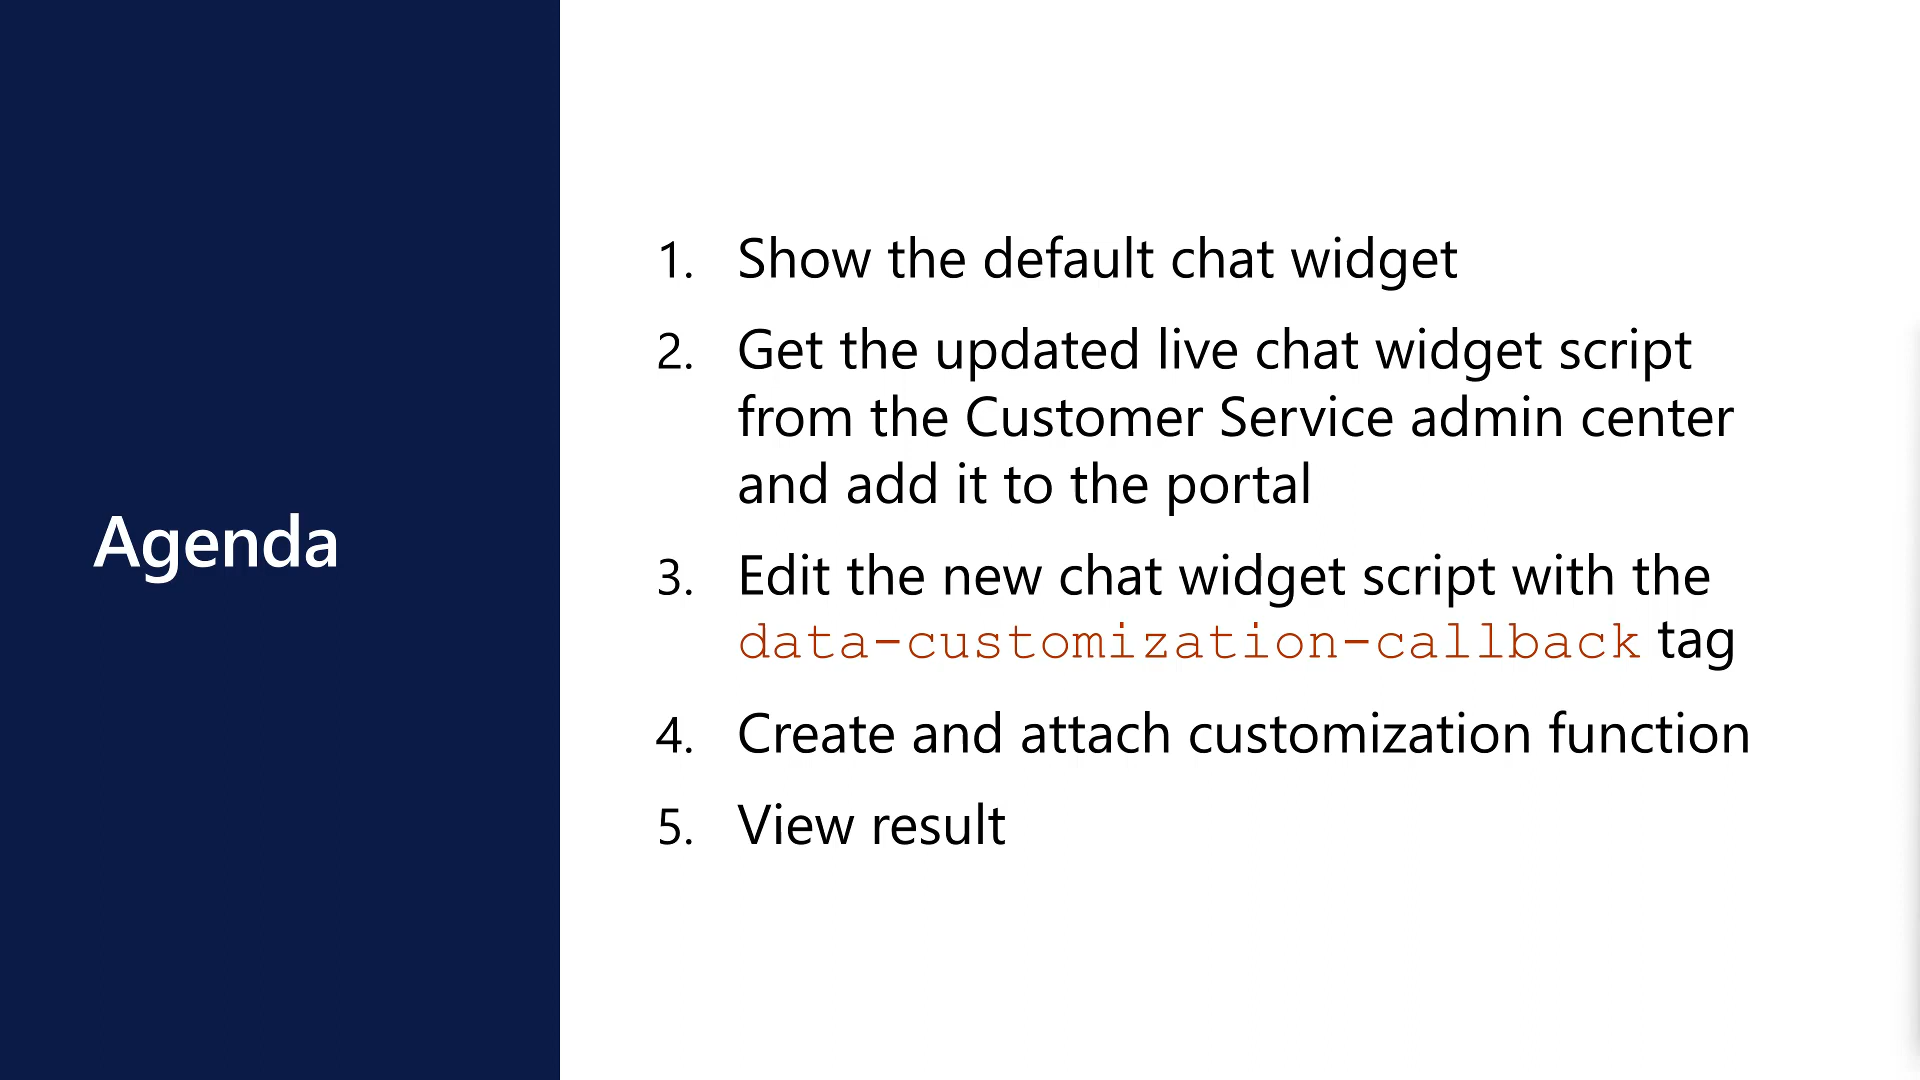 Agenda
1. Show the default chat widget
2. Get the updated live chat widget script
from the Customer Service admin center
and add it to the portal
3. Edit the new chat widget script with the
data-customization-callback tag
4. Create and attach customization function
5. View result